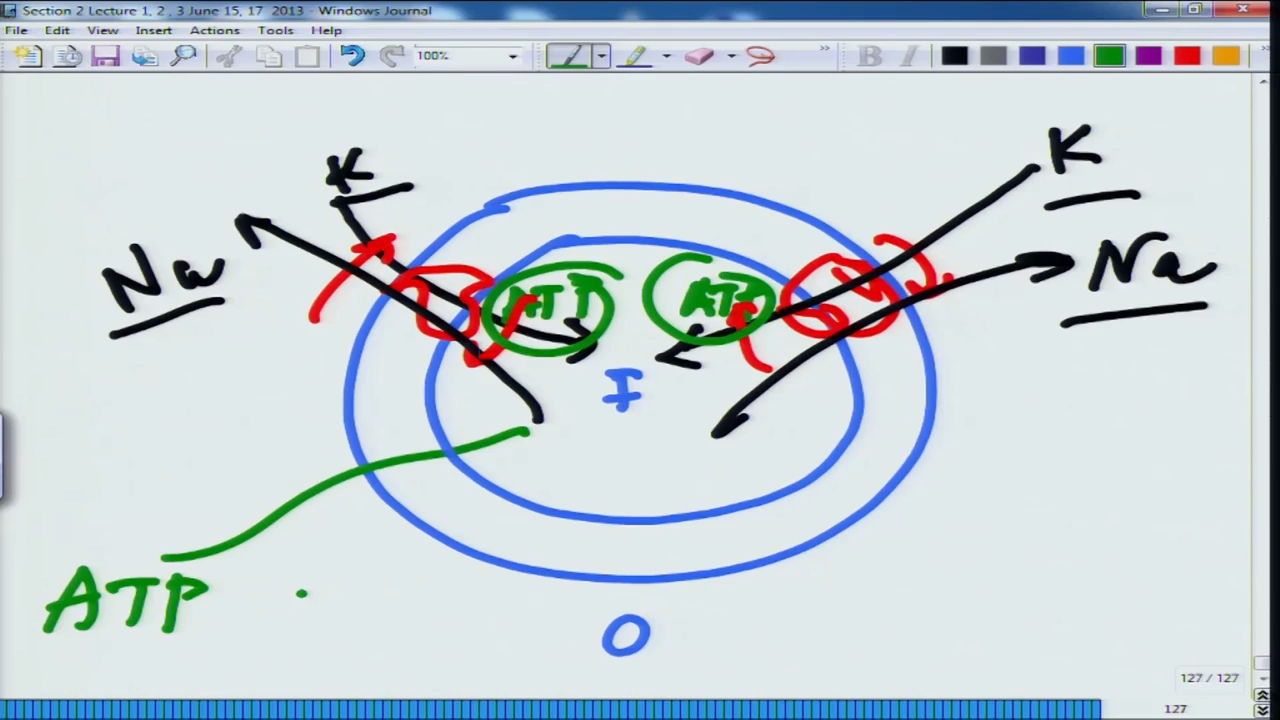 Section 2 Lecture 1, 2 , 3 June 15, 17 2013 - Windows Journal
File Edit View Insert Actions Tools Help
100%
B I
K
K
Na
Na
ATP
ATP
I
ATP
O
127 / 127
127